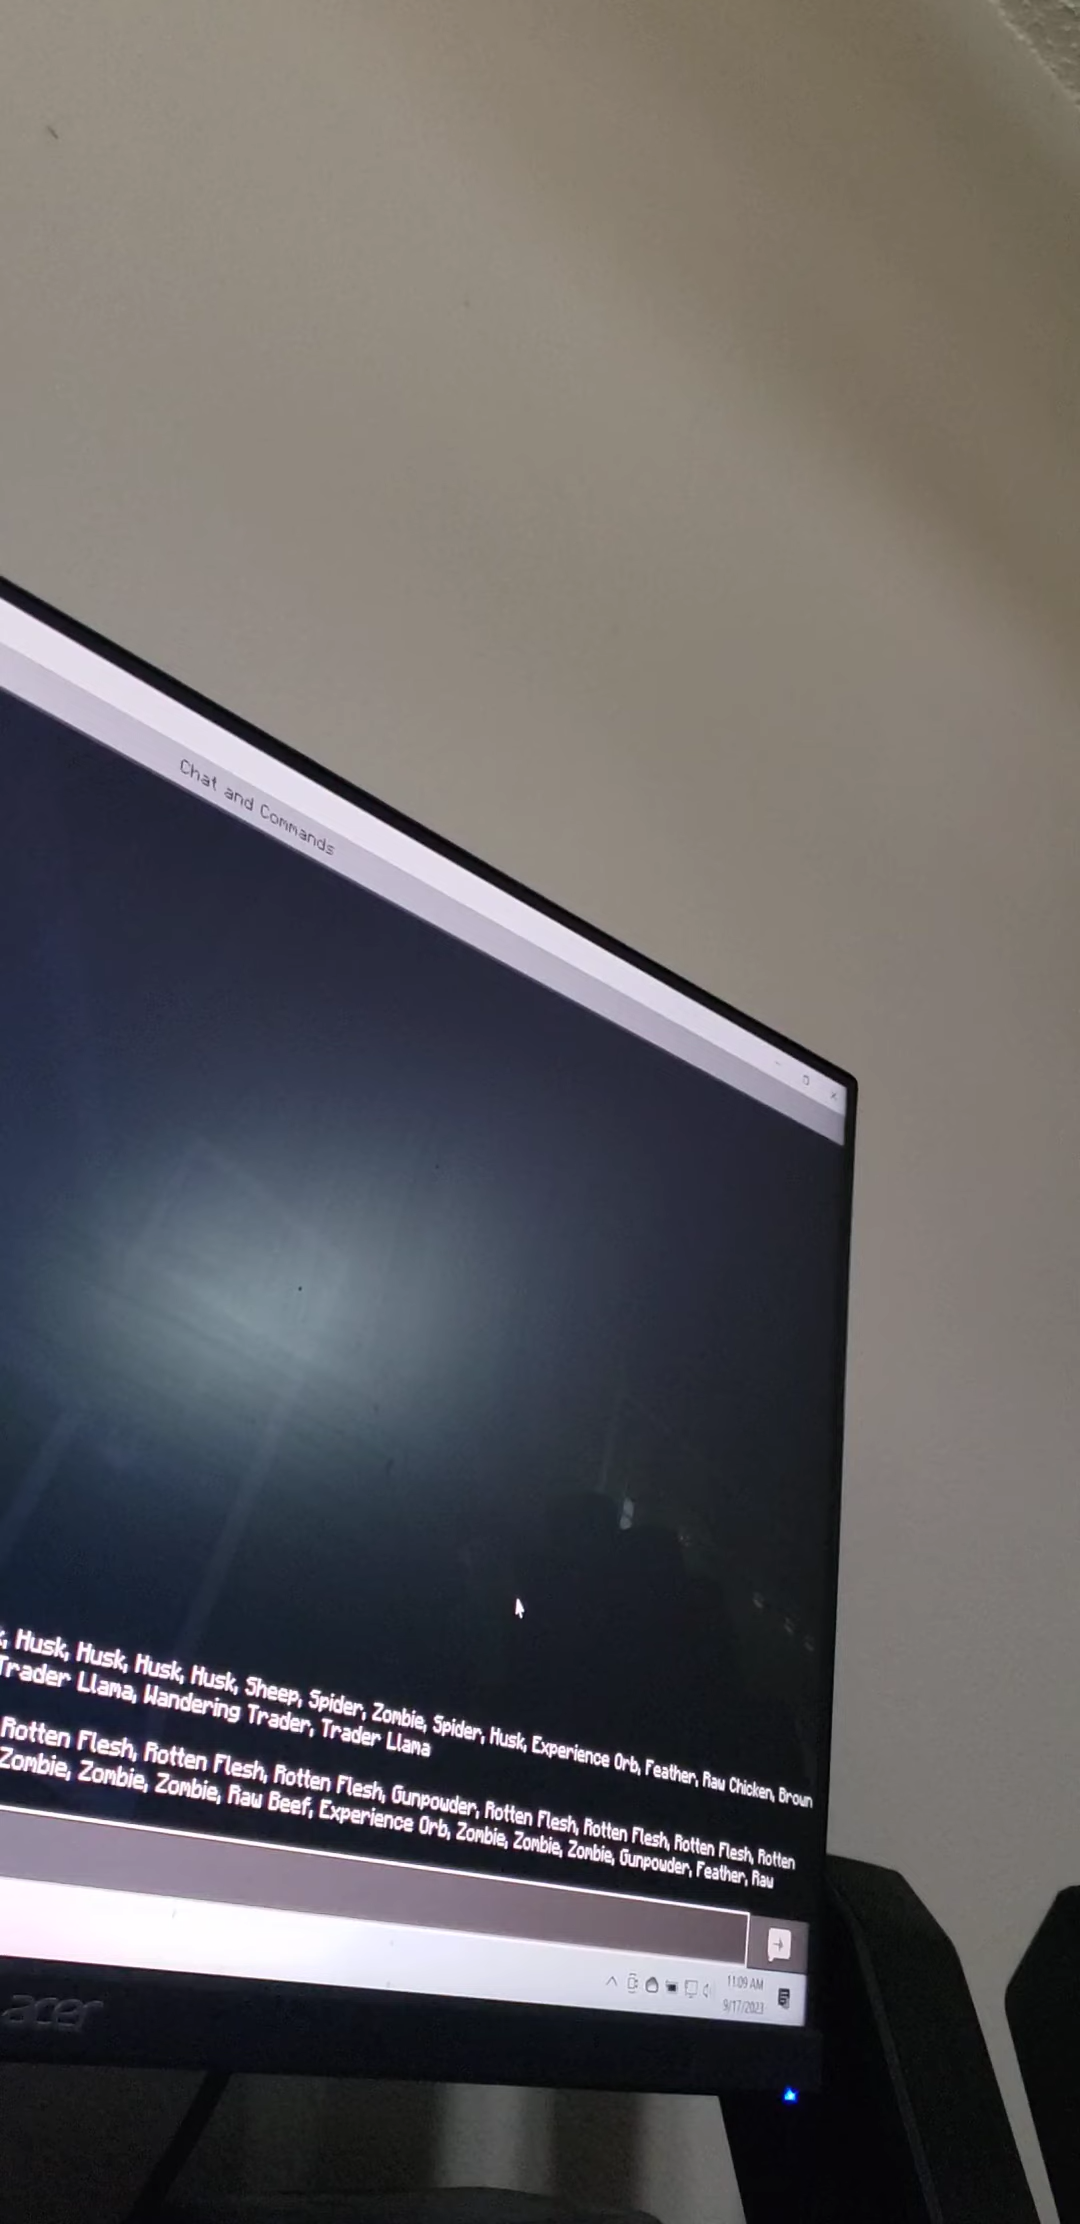 Chat and Commands
Husk, Husk, Husk, Husk, Sheep, Spider, Zombie, Spider, Husk, Experience Orb, Feather, Raw Chicken, Brown
Trader Llama, Wandering Trader, Trader Llama
Rotten Flesh, Rotten Flesh, Rotten Flesh, Gunpowder, Rotten Flesh, Rotten Flesh, Rotten Flesh, Rotten
Zombie, Zombie, Zombie, Raw Beef, Experience Orb, Zombie, Zombie, Zombie, Gunpowder, Feather, Raw
11:09 AM
9/17/2023
acer